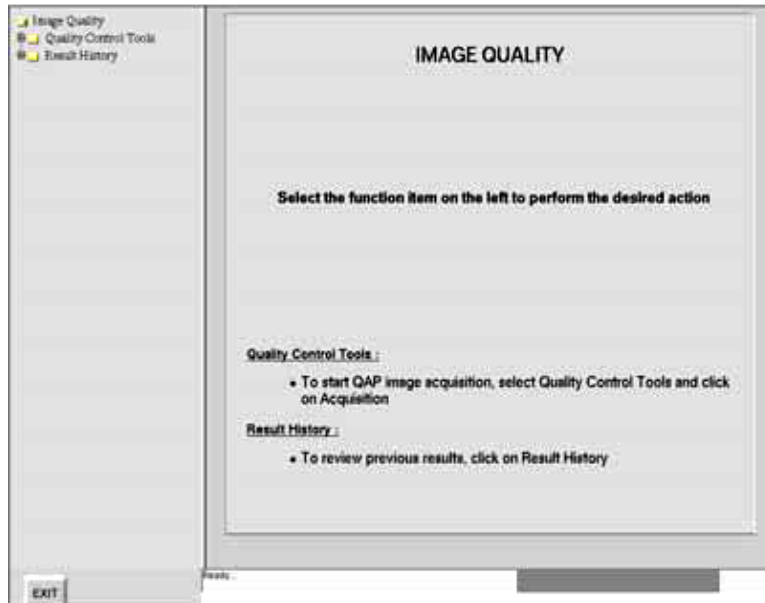 Image Quality
Quality Control Tools
Result History
IMAGE QUALITY
Select the function item on the left to perform the desired action
Quality Control Tools :
• To start QAP image acquisition, select Quality Control Tools and click
on Acquisition
Result History :
• To review previous results, click on Result History
Ready...
EXIT